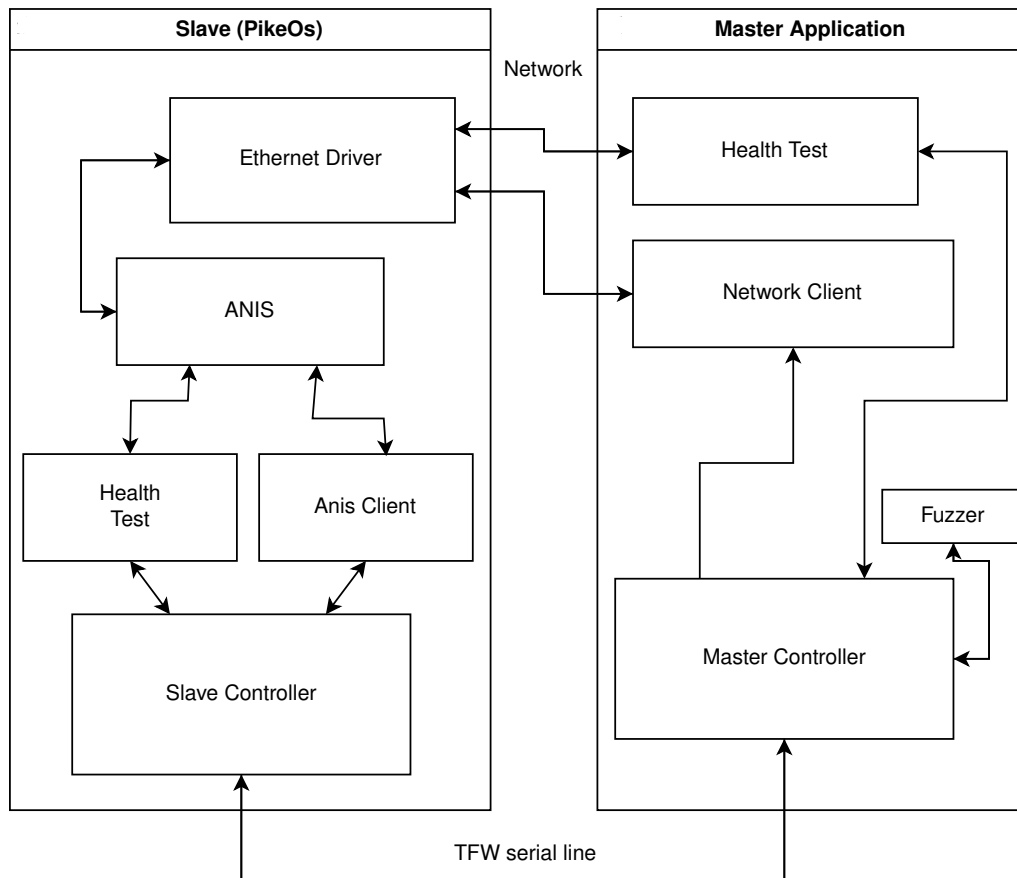 Slave (PikeOs)
Master Application
Network
Ethernet Driver
Health Test
ANIS
Network Client
Health
Test
Anis Client
Fuzzer
Slave Controller
Master Controller
TFW serial line